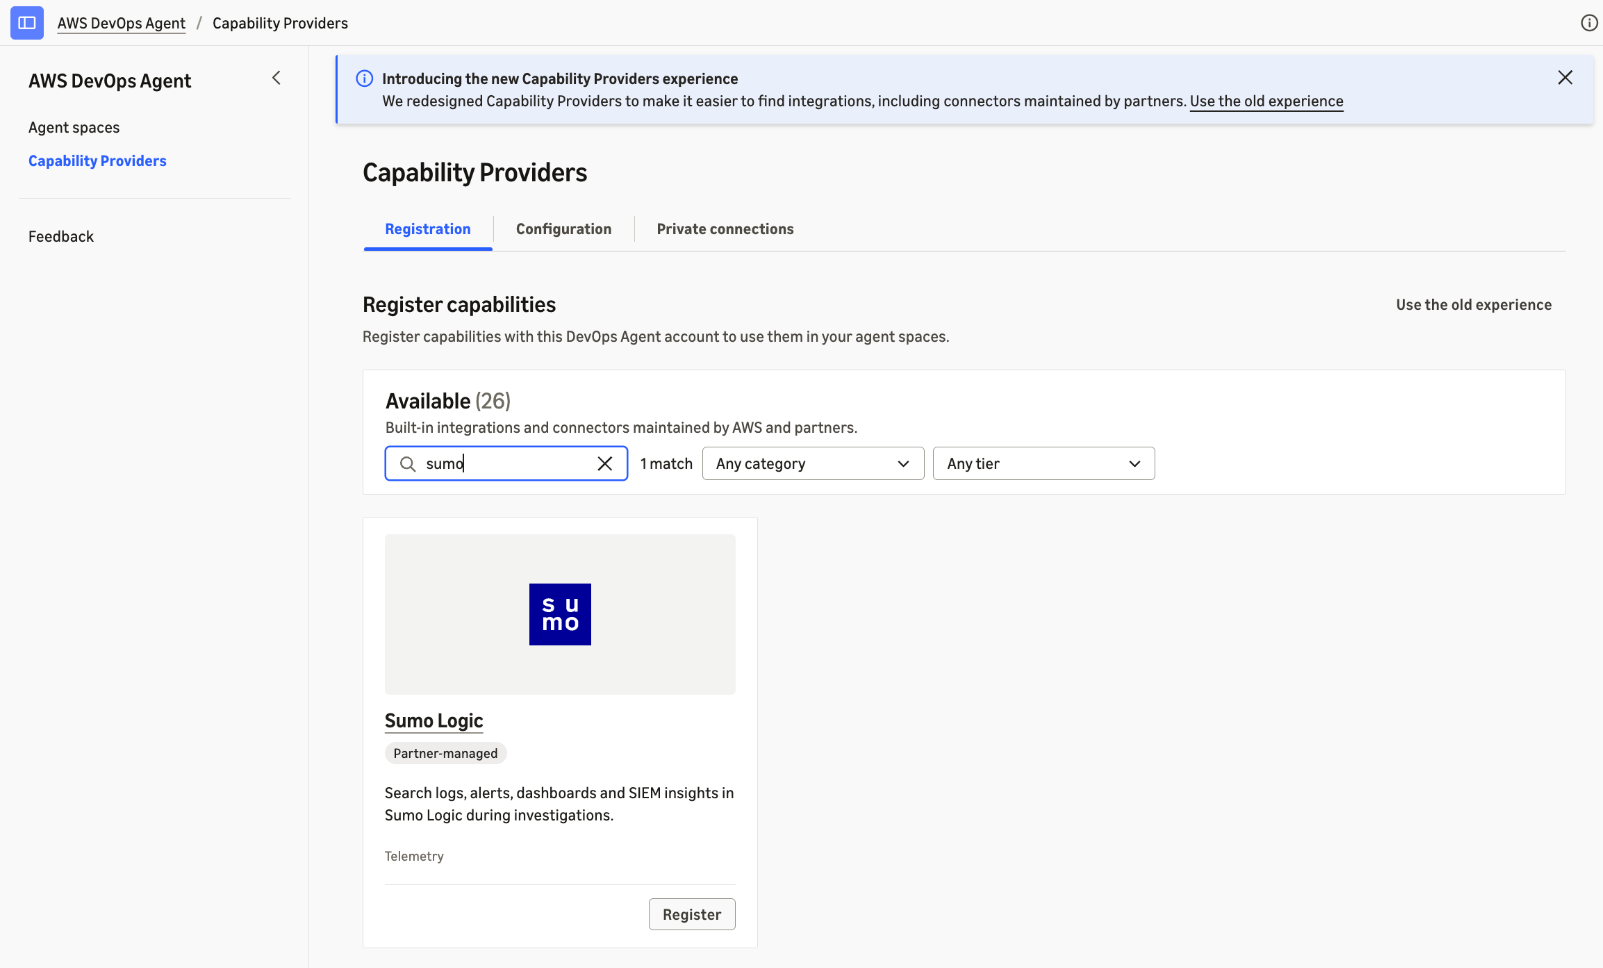 AWS DevOps Agent / Capability Providers
AWS DevOps Agent
Agent spaces
Capability Providers
Feedback
Introducing the new Capability Providers experience
We redesigned Capability Providers to make it easier to find integrations, including connectors maintained by partners. Use the old experience
Capability Providers
Registration
Configuration
Private connections
Register capabilities
Use the old experience
Register capabilities with this DevOps Agent account to use them in your agent spaces.
Available (26)
Built-in integrations and connectors maintained by AWS and partners.
sumo
1 match
Any category
Any tier
su
mo
Sumo Logic
Partner-managed
Search logs, alerts, dashboards and SIEM insights in
Sumo Logic during investigations.
Telemetry
Register